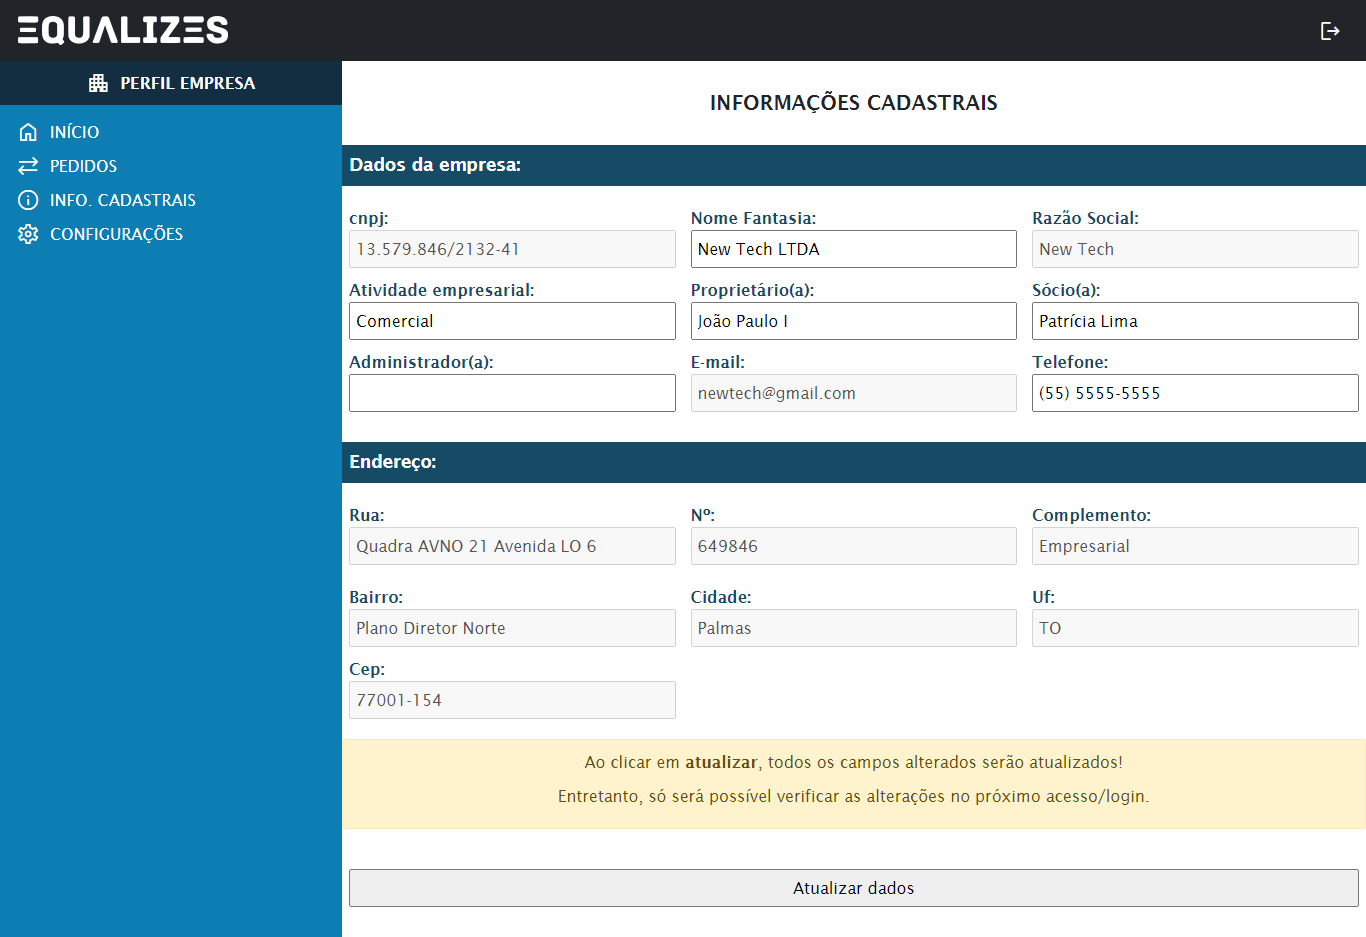 EQUALIZES
PERFIL EMPRESA
INÍCIO
PEDIDOS
INFO. CADASTRAIS
CONFIGURAÇÕES
INFORMAÇÕES CADASTRAIS
Dados da empresa:
cnpj: Nome Fantasia: Razão Social:
13.579.846/2132-41 New Tech LTDA New Tech
Atividade empresarial: Proprietário(a): Sócio(a):
Comercial João Paulo I Patrícia Lima
Administrador(a): E-mail: Telefone:
newtech@gmail.com (55) 5555-5555
Endereço:
Rua: Nº: Complemento:
Quadra AVNO 21 Avenida LO 6 649846 Empresarial
Bairro: Cidade: Uf:
Plano Diretor Norte Palmas TO
Cep:
77001-154
Ao clicar em atualizar, todos os campos alterados serão atualizados!
Entretanto, só será possível verificar as alterações no próximo acesso/login.
Atualizar dados